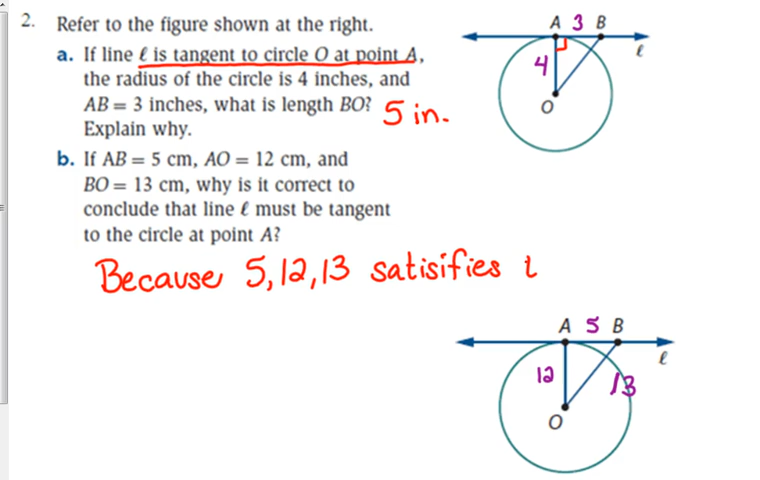 A 3 B
2. Refer to the figure shown at the right.
ℓ
a. If line ℓ is tangent to circle O at point A,
the radius of the circle is 4 inches, and
4
AB = 3 inches, what is length BO? 5 in.
O
Explain why.
b. If AB = 5 cm, AO = 12 cm, and
BO = 13 cm, why is it correct to
conclude that line ℓ must be tangent
to the circle at point A?
Because 5,12,13 satisifies t
A 5 B
ℓ
12 13
O